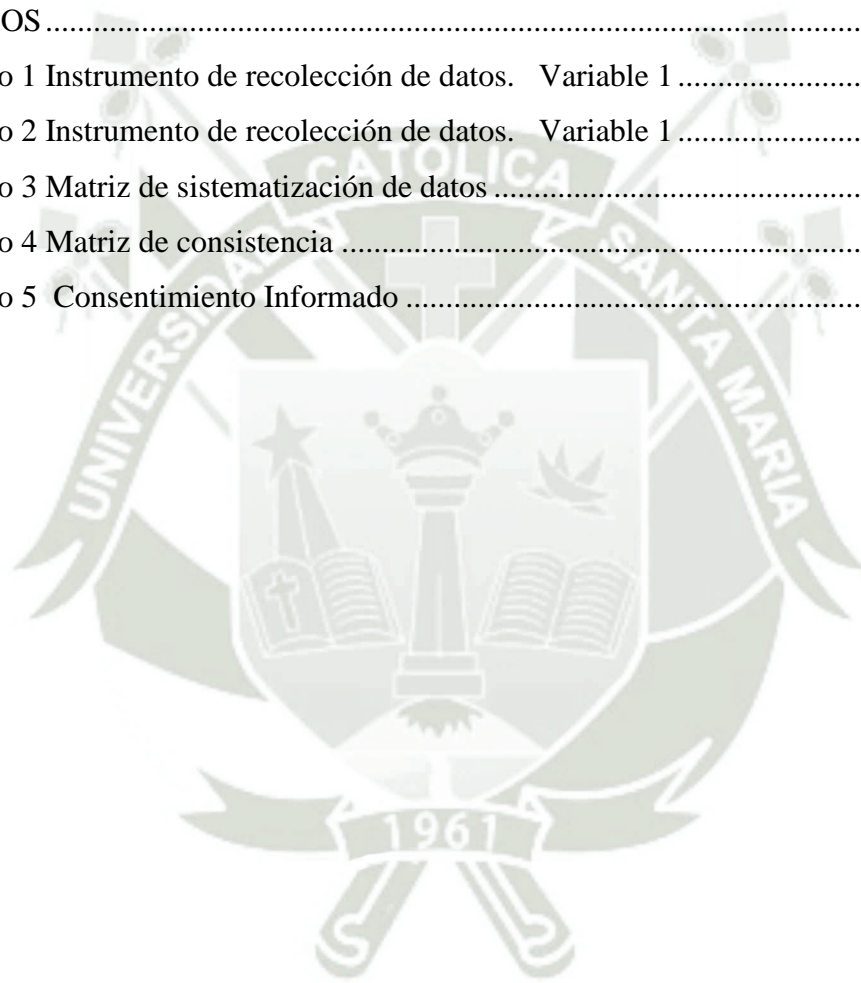 OS ........................................................................................................
o 1 Instrumento de recolección de datos.   Variable 1 ........................
o 2 Instrumento de recolección de datos.   Variable 1 ........................
o 3 Matriz de sistematización de datos ................................................
o 4 Matriz de consistencia ...................................................................
o 5  Consentimiento Informado ...........................................................
UNIVERSIDAD CATOLICA SANTA MARIA
1961